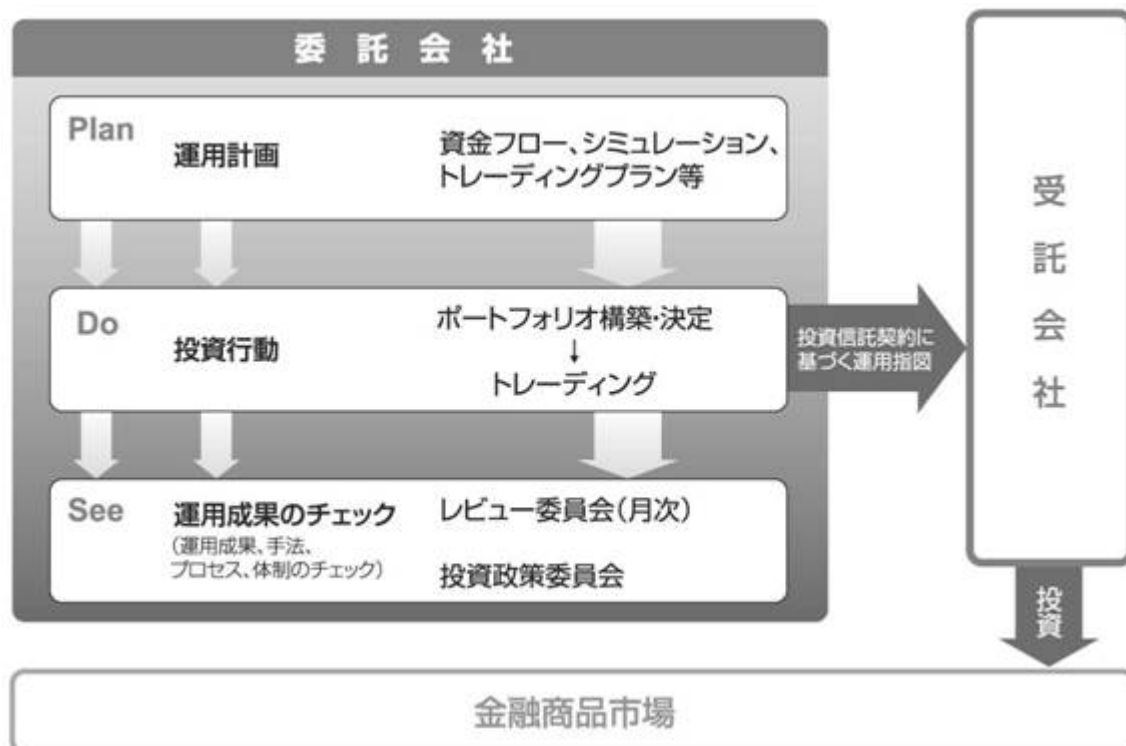 委託会社
Plan
運用計画
資金フロー、シミュレーション、
トレーディングプラン等
Do
投資行動
ポートフォリオ構築・決定
↓
トレーディング
投資信託契約に
基づく運用指図
See
運用成果のチェック
(運用成果、手法、
プロセス、体制のチェック)
レビュー委員会(月次)
投資政策委員会
受託会社
投資
金融商品市場